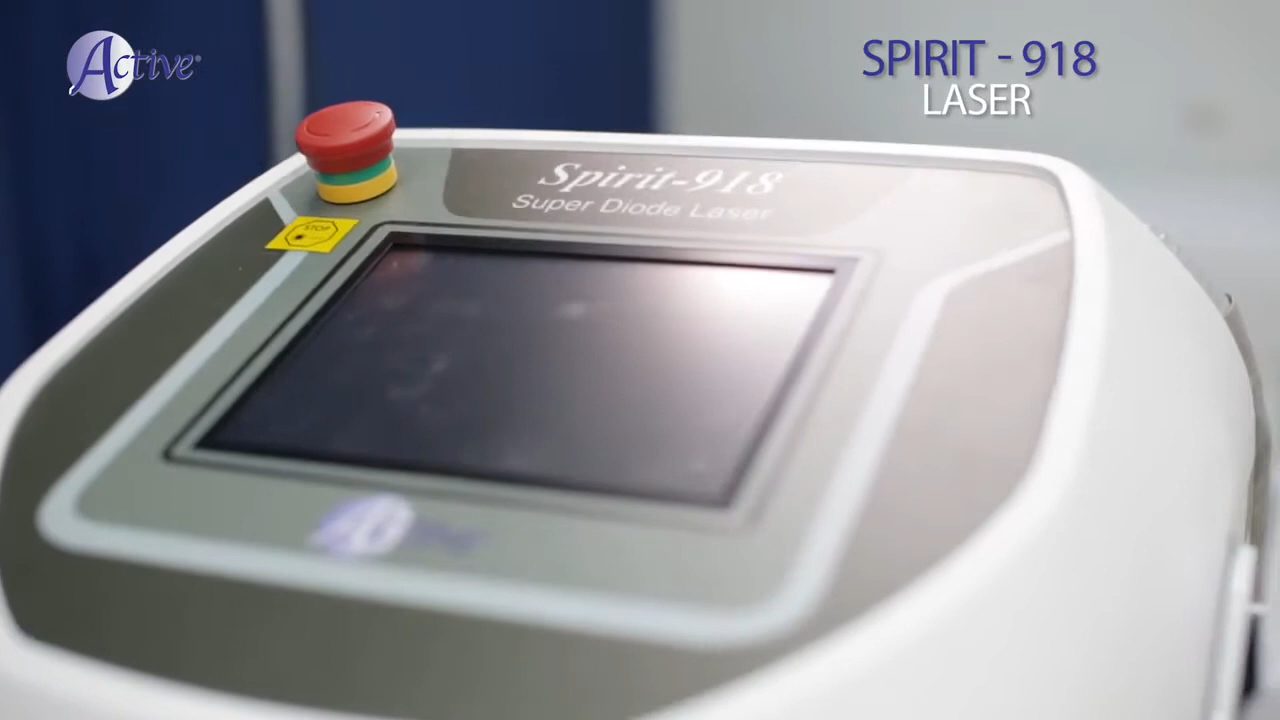 Active®
SPIRIT - 918
LASER
Spirit-918
Super Diode Laser
STOP